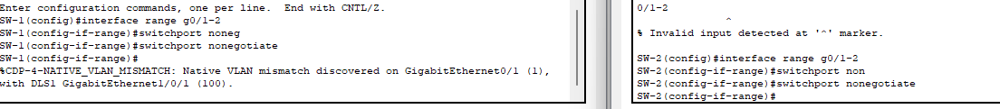 Enter configuration commands, one per line.  End with CNTL/Z.
SW-1(config)#interface range g0/1-2
SW-1(config-if-range)#switchport noneg
SW-1(config-if-range)#switchport nonegotiate
SW-1(config-if-range)#
%CDP-4-NATIVE_VLAN_MISMATCH: Native VLAN mismatch discovered on GigabitEthernet0/1 (1),
with DLS1 GigabitEthernet1/0/1 (100).
0/1-2
^
% Invalid input detected at '^' marker.
SW-2(config)#interface range g0/1-2
SW-2(config-if-range)#switchport non
SW-2(config-if-range)#switchport nonegotiate
SW-2(config-if-range)#